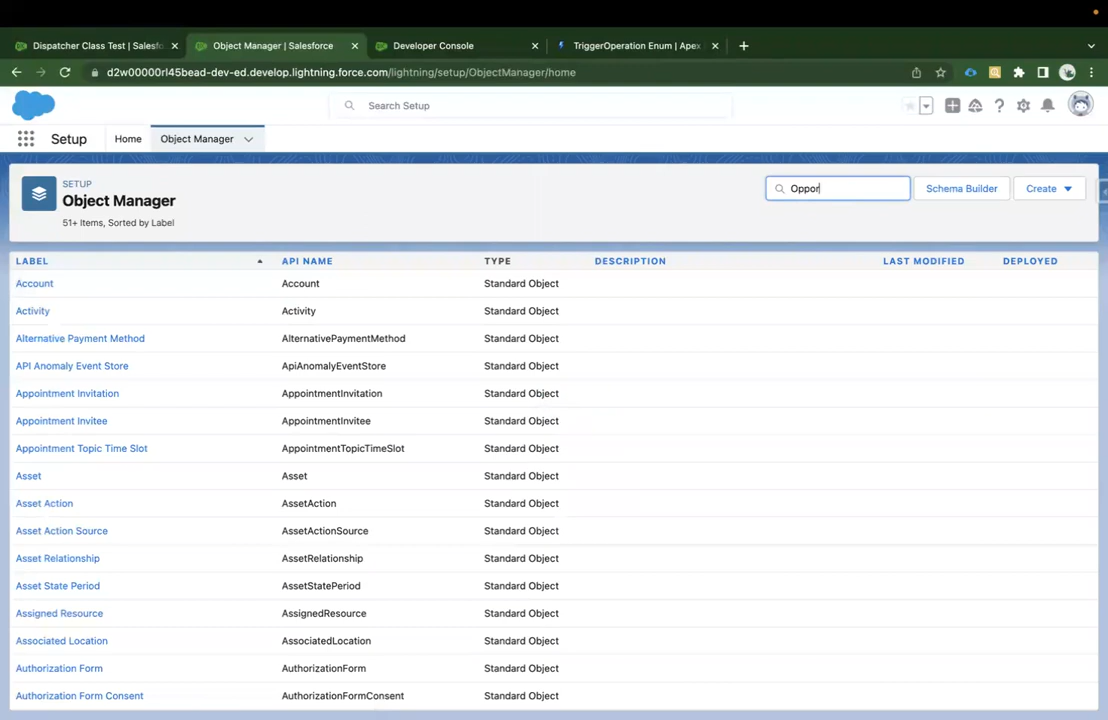 Dispatcher Class Test | Salesfo
Object Manager | Salesforce
Developer Console
TriggerOperation Enum | Apex
d2w00000rl45bead-dev-ed.develop.lightning.force.com/lightning/setup/ObjectManager/home
Search Setup
Setup
Home
Object Manager
SETUP
Object Manager
51+ Items, Sorted by Label
Oppor
Schema Builder
Create
LABEL API NAME TYPE DESCRIPTION LAST MODIFIED DEPLOYED
Account Account Standard Object
Activity Activity Standard Object
Alternative Payment Method AlternativePaymentMethod Standard Object
API Anomaly Event Store ApiAnomalyEventStore Standard Object
Appointment Invitation AppointmentInvitation Standard Object
Appointment Invitee AppointmentInvitee Standard Object
Appointment Topic Time Slot AppointmentTopicTimeSlot Standard Object
Asset Asset Standard Object
Asset Action AssetAction Standard Object
Asset Action Source AssetActionSource Standard Object
Asset Relationship AssetRelationship Standard Object
Asset State Period AssetStatePeriod Standard Object
Assigned Resource AssignedResource Standard Object
Associated Location AssociatedLocation Standard Object
Authorization Form AuthorizationForm Standard Object
Authorization Form Consent AuthorizationFormConsent Standard Object